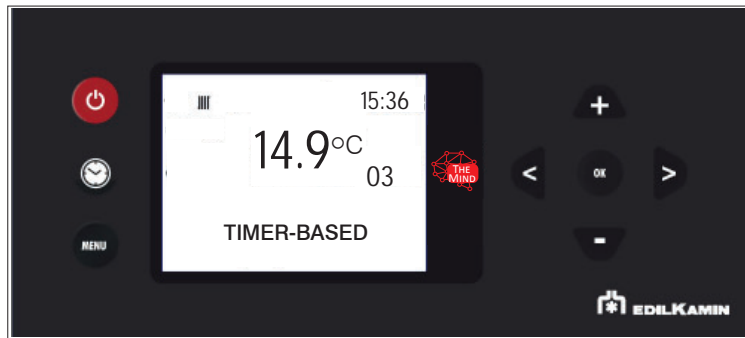 15:36
14.9°C
03
TIMER-BASED
THE
MIND
MENU
+
< OK >
-
EDILKAMIN